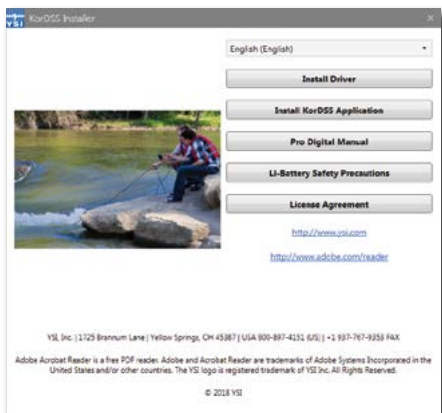 YSI
KorDSS Installer
English (English)
Install Driver
Install KorDSS Application
Pro Digital Manual
Li-Battery Safety Precautions
License Agreement
http://www.ysi.com
http://www.adobe.com/reader
YSI, Inc. | 1725 Brannum Lane | Yellow Springs, OH 45387 | USA 800-897-4151 (US) | +1 937-767-9353 FAX
Adobe Acrobat Reader is a free PDF reader. Adobe and Acrobat Reader are trademarks of Adobe Systems Incorporated in the
United States and/or other countries. The YSI logo is registered trademark of YSI Inc. All Rights Reserved.
© 2018 YSI